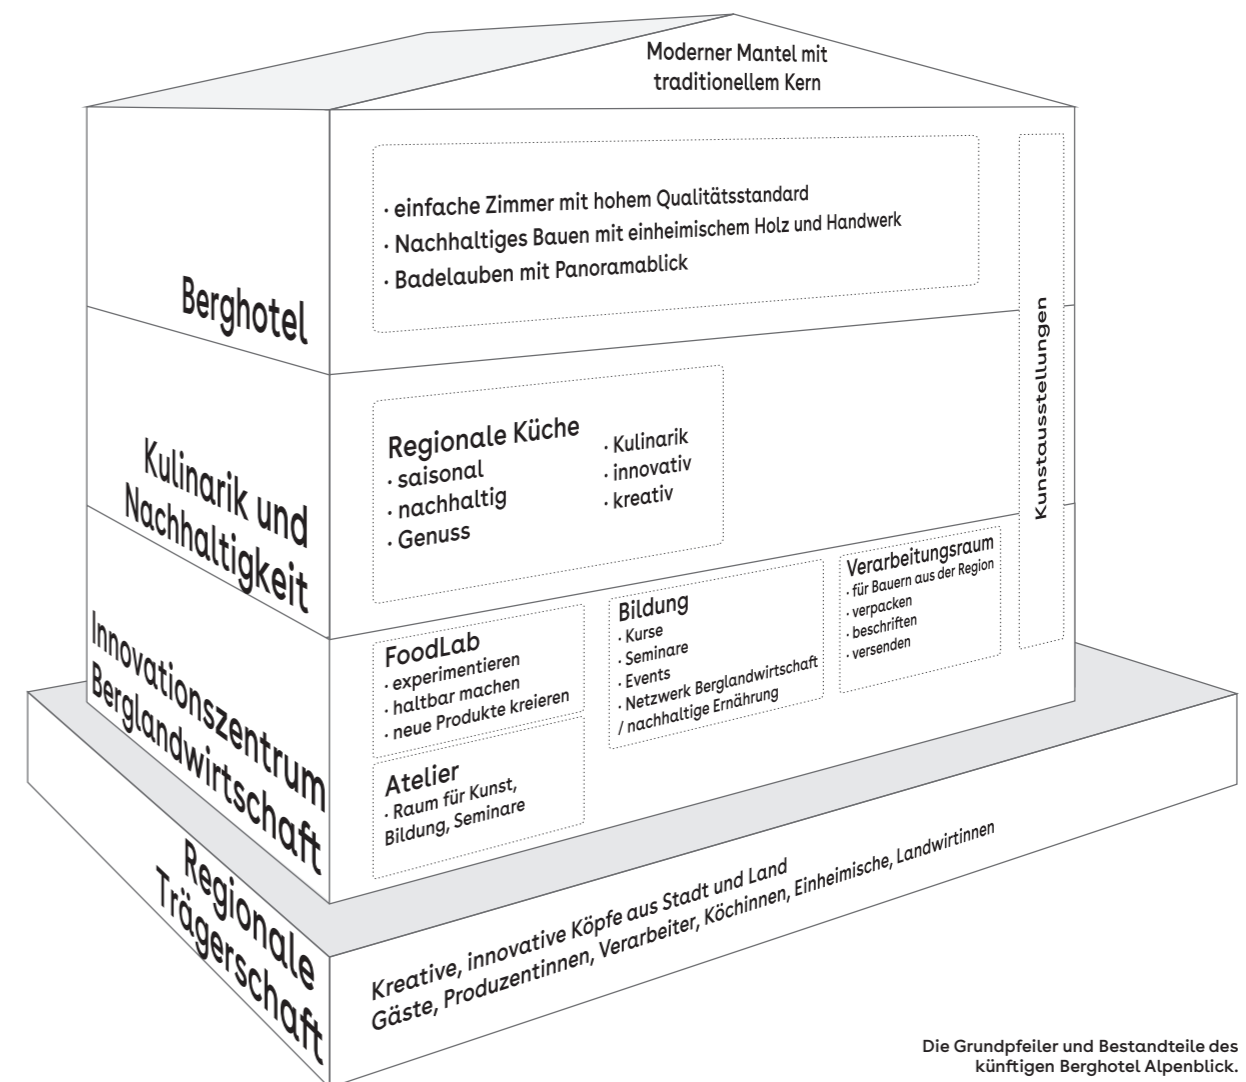 Moderner Mantel mit
traditionellem Kern
Berghotel
· einfache Zimmer mit hohem Qualitätsstandard
· Nachhaltiges Bauen mit einheimischem Holz und Handwerk
· Badelauben mit Panoramablick
Kunstausstellungen
Kulinarik und
Nachhaltigkeit
Regionale Küche
· saisonal
· nachhaltig
· Genuss
· Kulinarik
· innovativ
· kreativ
Innovationszentrum
Berglandwirtschaft
FoodLab
· experimentieren
· haltbar machen
· neue Produkte kreieren
Atelier
· Raum für Kunst,
Bildung, Seminare
Bildung
· Kurse
· Seminare
· Events
· Netzwerk Berglandwirtschaft
/ nachhaltige Ernährung
Verarbeitungsraum
· für Bauern aus der Region
· verpacken
· beschriften
· versenden
Regionale
Trägerschaft
Kreative, innovative Köpfe aus Stadt und Land
Gäste, Produzentinnen, Verarbeiter, Köchinnen, Einheimische, Landwirtinnen
Die Grundpfeiler und Bestandteile des
künftigen Berghotel Alpenblick.